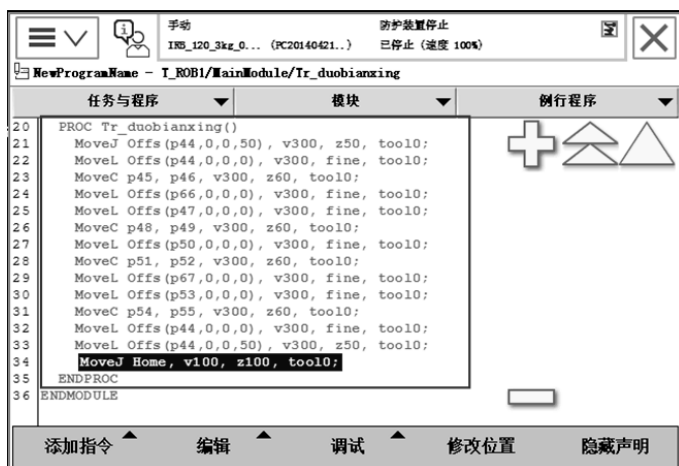 手动
防护装置停止
IRB_120_3kg_0... (PC20140421..)
已停止 (速度 100%)
NewProgramName - T_ROB1/MainModule/Tr_duobianxing
任务与程序
模块
例行程序
20 PROC Tr_duobianxing()
21 MoveJ Offs(p44,0,0,50), v300, z50, tool0;
22 MoveL Offs(p44,0,0,0), v300, fine, tool0;
23 MoveC p45, p46, v300, z60, tool0;
24 MoveL Offs(p66,0,0,0), v300, fine, tool0;
25 MoveL Offs(p47,0,0,0), v300, fine, tool0;
26 MoveC p48, p49, v300, z60, tool0;
27 MoveL Offs(p50,0,0,0), v300, fine, tool0;
28 MoveC p51, p52, v300, z60, tool0;
29 MoveL Offs(p67,0,0,0), v300, fine, tool0;
30 MoveL Offs(p53,0,0,0), v300, fine, tool0;
31 MoveC p54, p55, v300, z60, tool0;
32 MoveL Offs(p44,0,0,0), v300, fine, tool0;
33 MoveL Offs(p44,0,0,50), v300, z50, tool0;
34 MoveJ Home, v100, z100, tool0;
35 ENDPROC
36 ENDMODULE
添加指令
编辑
调试
修改位置
隐藏声明